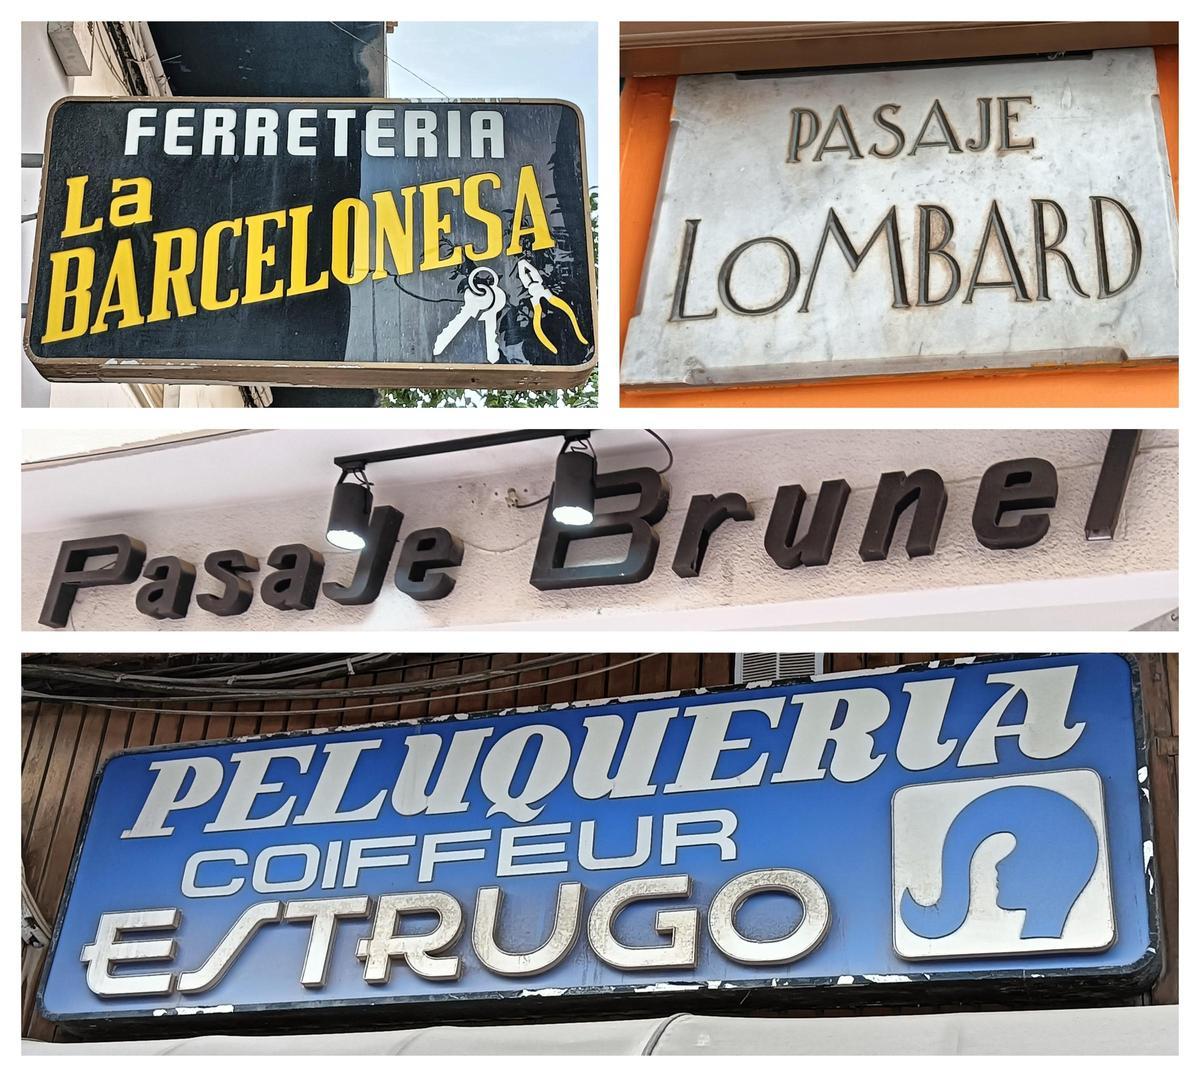 FERRETERIA
La
BARCELONESA
PASAJE
LOMBARD
PasaJe Brunel
PELUQUERIA
COIFFEUR
ESTRUGO